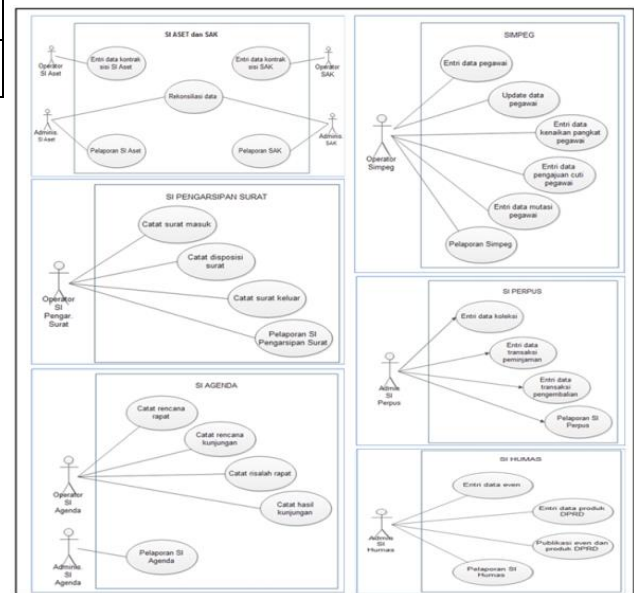 SI ASET dan SAK
Operator
SI Aset
Entri data kontrak
sisi SI Aset
Entri data kontrak
sisi SAK
Operator
SAK
Rekonsiliasi data
Adminis.
SI Aset
Adminis.
SAK
Pelaporan SI Aset
Pelaporan SAK
SI PENGARSIPAN SURAT
Catat surat masuk
Catat disposisi
surat
Catat surat keluar
Pelaporan SI
Pengarsipan Surat
Operator
SI
Pengar.
Surat
SI AGENDA
Catat rencana
rapat
Catat rencana
kunjungan
Catat risalah rapat
Catat hasil
kunjungan
Operator
SI
Agenda
Pelaporan SI
Agenda
Adminis.
SI
Agenda
SIMPEG
Entri data pegawai
Update data
pegawai
Entri data
kenaikan pangkat
pegawai
Entri data
pengajuan cuti
pegawai
Entri data mutasi
pegawai
Pelaporan Simpeg
Operator
Simpeg
SI PERPUS
Entri data koleksi
Entri data
transaksi
peminjaman
Entri data
transaksi
pengembalian
Pelaporan SI
Perpus
Adminis
SI
Perpus
SI HUMAS
Entri data even
Entri data produk
DPRD
Publikasi even dan
produk DPRD
Pelaporan SI
Humas
Adminis
SI
Humas